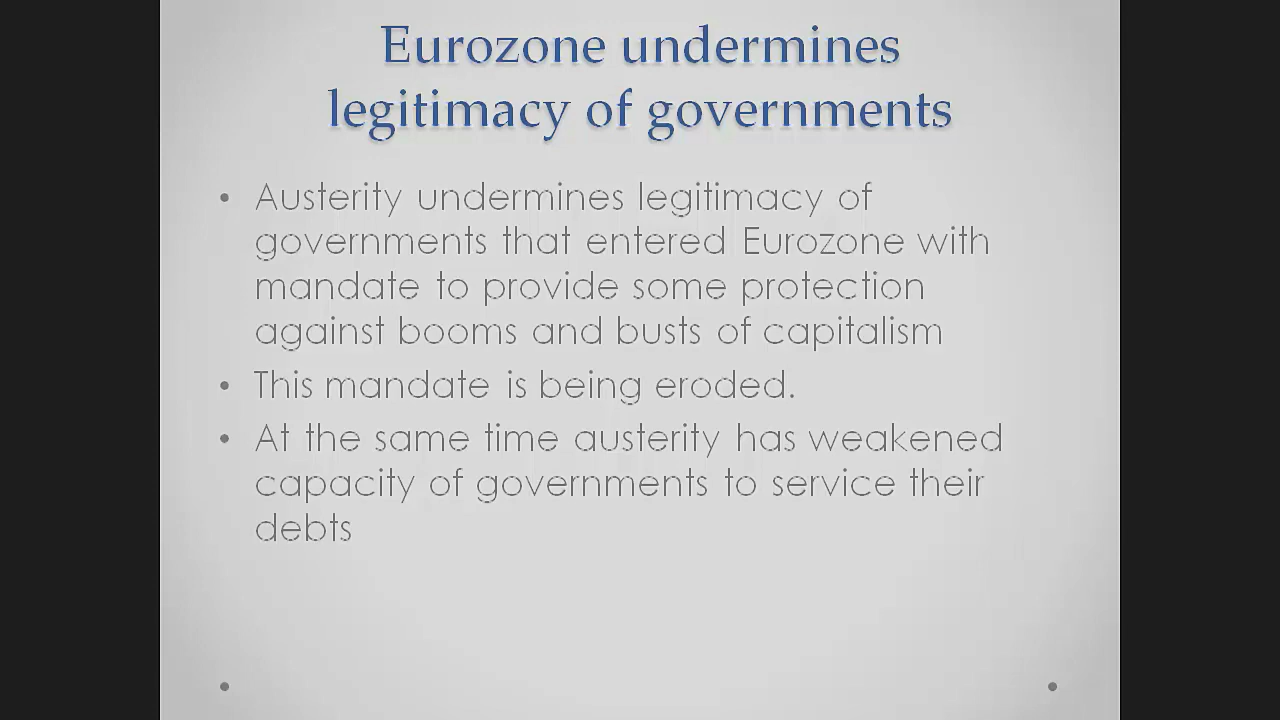 Eurozone undermines
legitimacy of governments
• Austerity undermines legitimacy of
governments that entered Eurozone with
mandate to provide some protection
against booms and busts of capitalism
• This mandate is being eroded.
• At the same time austerity has weakened
capacity of governments to service their
debts